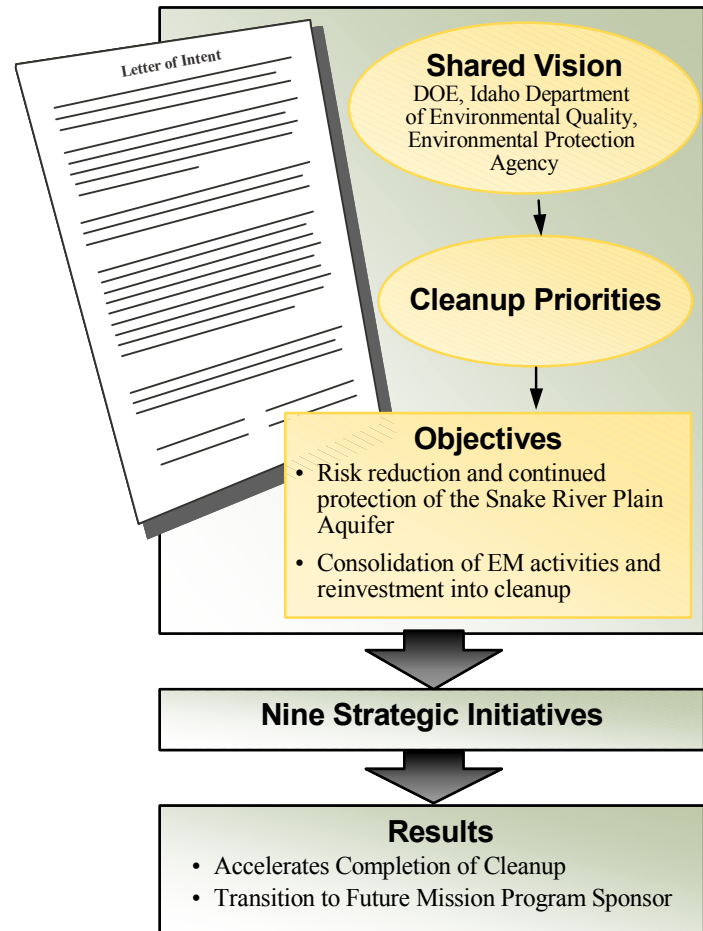 Letter of Intent
Shared Vision
DOE, Idaho Department
of Environmental Quality,
Environmental Protection
Agency
Cleanup Priorities
Objectives
• Risk reduction and continued
protection of the Snake River Plain
Aquifer
• Consolidation of EM activities and
reinvestment into cleanup
Nine Strategic Initiatives
Results
• Accelerates Completion of Cleanup
• Transition to Future Mission Program Sponsor